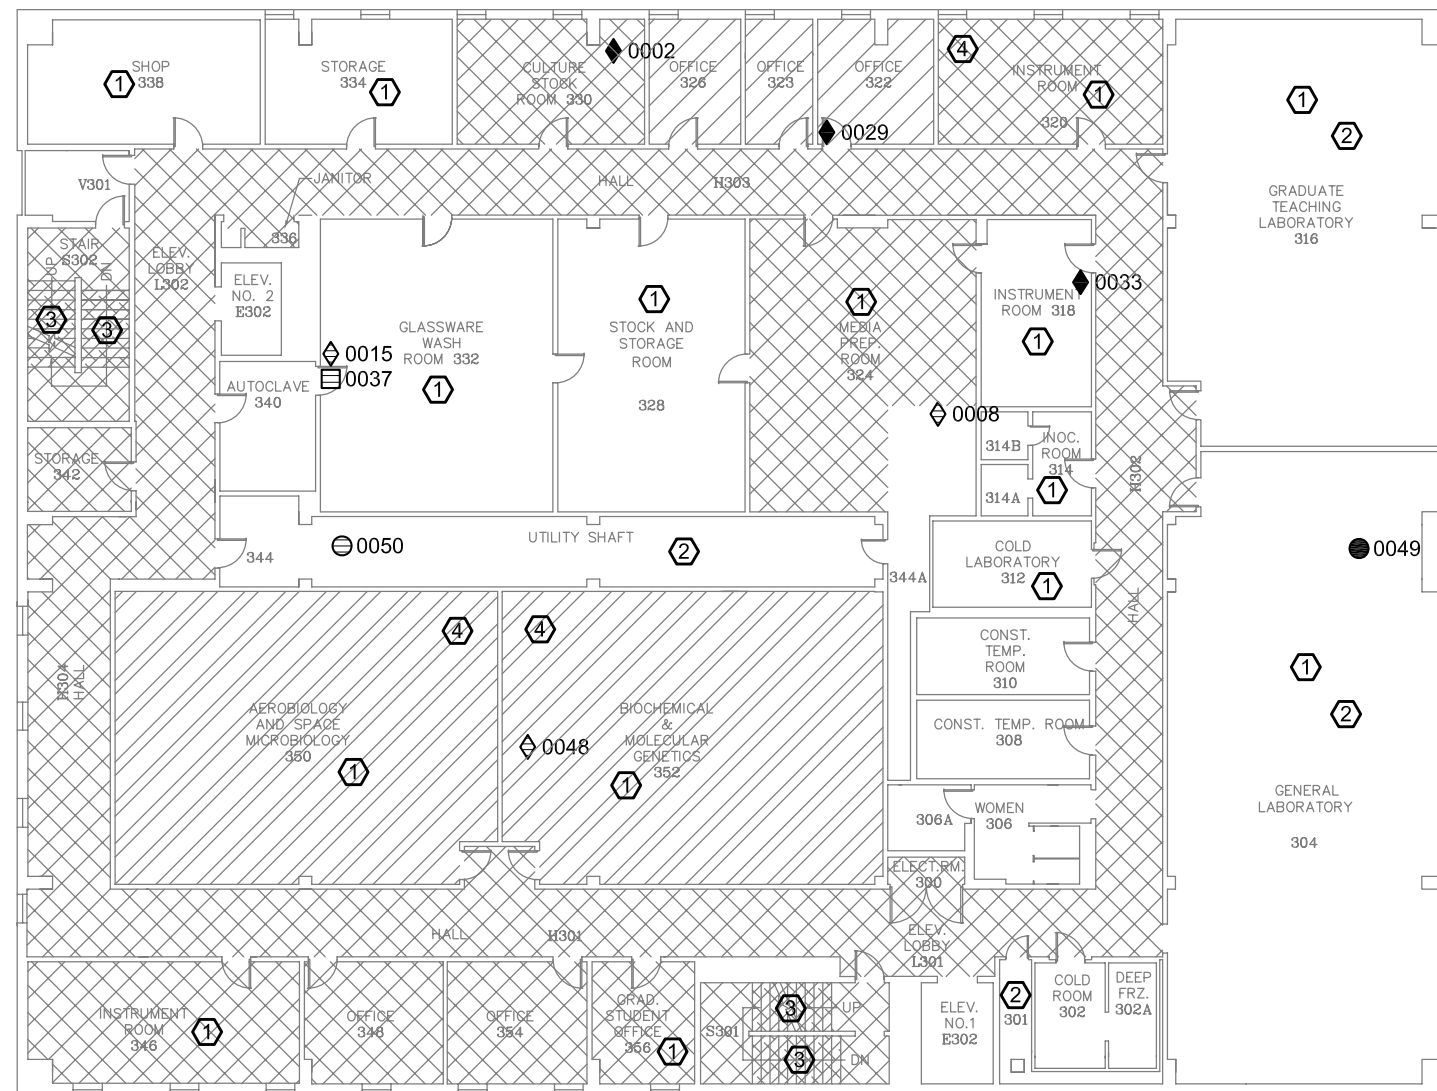 SHOP
338
1
STORAGE
334
1
CULTURE
STOCK
ROOM 330
0002
OFFICE
326
OFFICE
323
OFFICE
322
0029
4
INSTRUMENT
ROOM
320
1
1
2
GRADUATE
TEACHING
LABORATORY
316
V301
JANITOR
336
HALL
H303
STAIR
S302
UP
DN
3
3
ELEV.
LOBBY
L302
ELEV.
NO. 2
E302
GLASSWARE
WASH
ROOM 332
1
0015
0037
AUTOCLAVE
340
1
STOCK AND
STORAGE
ROOM
328
1
MEDIA
PREP.
ROOM
324
0008
0033
INSTRUMENT
ROOM 318
1
314B
INOC.
ROOM
314
314A
1
H302
HALL
STORAGE
342
344
0050
UTILITY SHAFT
2
344A
COLD
LABORATORY
312
1
0049
CONST.
TEMP.
ROOM
310
CONST. TEMP. ROOM
308
H304
HALL
4
AEROBIOLOGY
AND SPACE
MICROBIOLOGY
350
1
4
BIOCHEMICAL
&
MOLECULAR
GENETICS
352
0048
1
1
2
GENERAL
LABORATORY
304
306A
WOMEN
306
ELECT.RM.
300
HALL
H301
ELEV.
LOBBY
L301
INSTRUMENT
ROOM
346
1
OFFICE
348
OFFICE
354
GRAD.
STUDENT
OFFICE
356
1
S301
3
UP
3
DN
ELEV.
NO.1
E302
2
301
COLD
ROOM
302
DEEP
FRZ.
302A